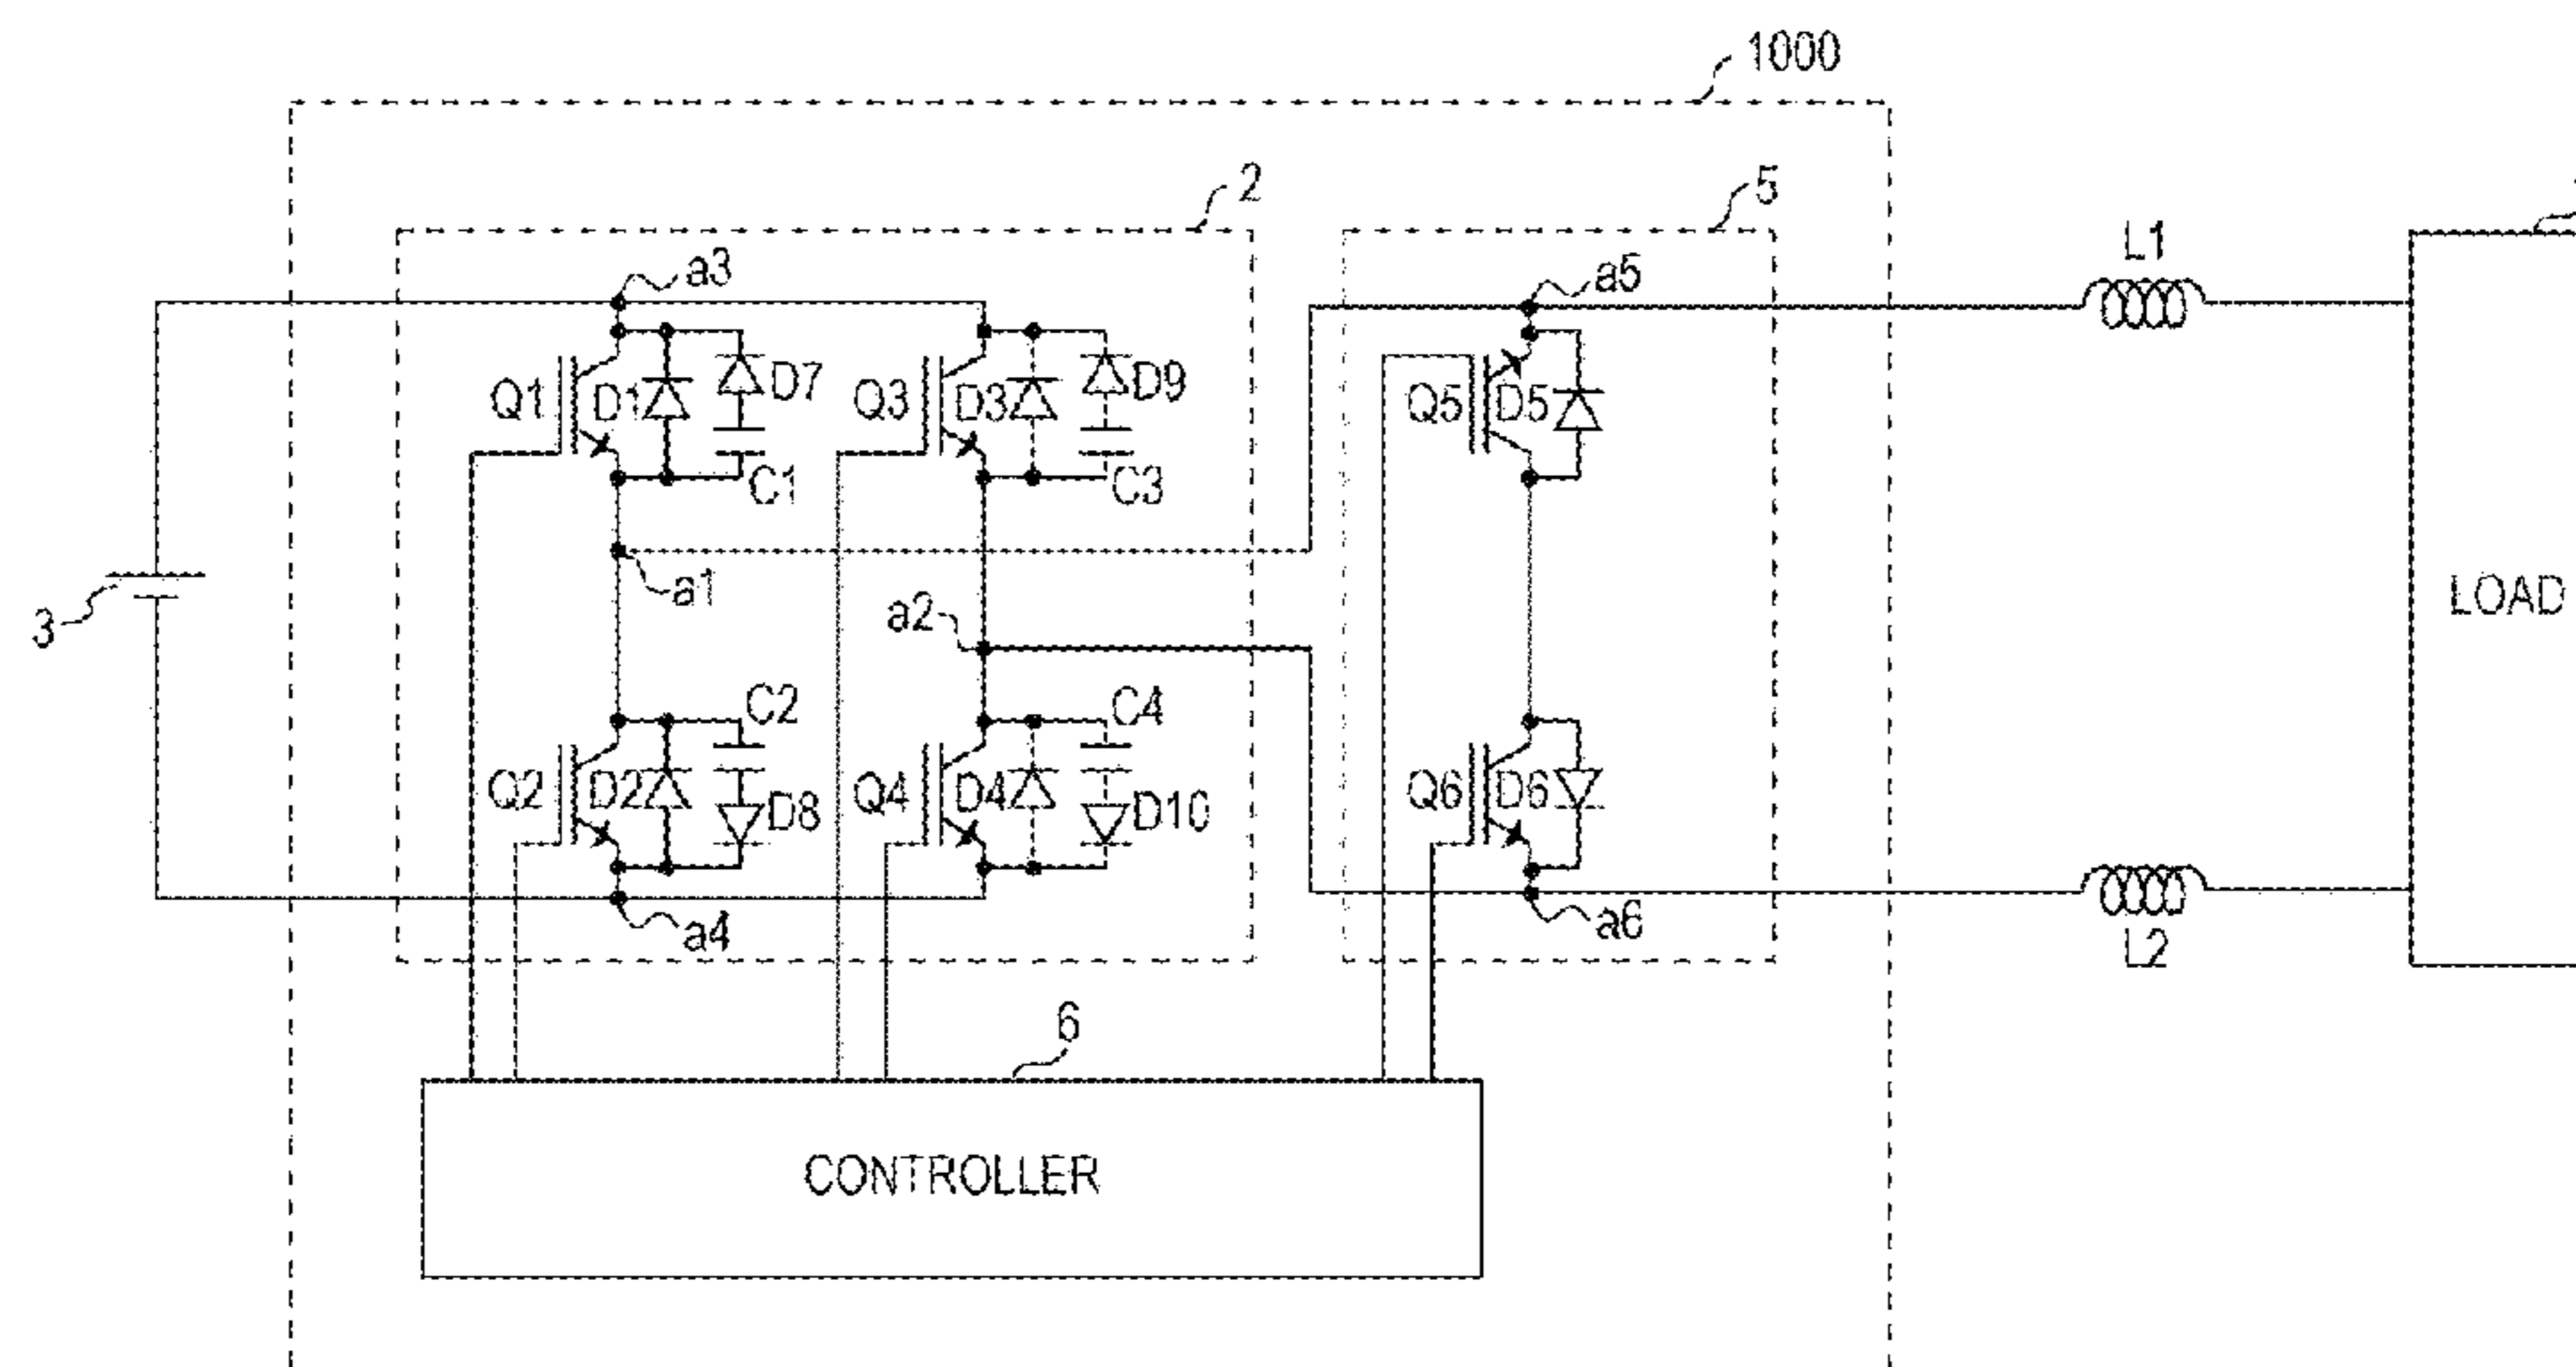 1000
2
5
a3
a5
L1
Q1
D1
D7
C1
Q3
D3
D9
C3
Q5
D5
3
a1
a2
LOAD
Q2
D2
C2
D8
Q4
D4
C4
D10
Q6
D6
a4
a6
L2
6
CONTROLLER